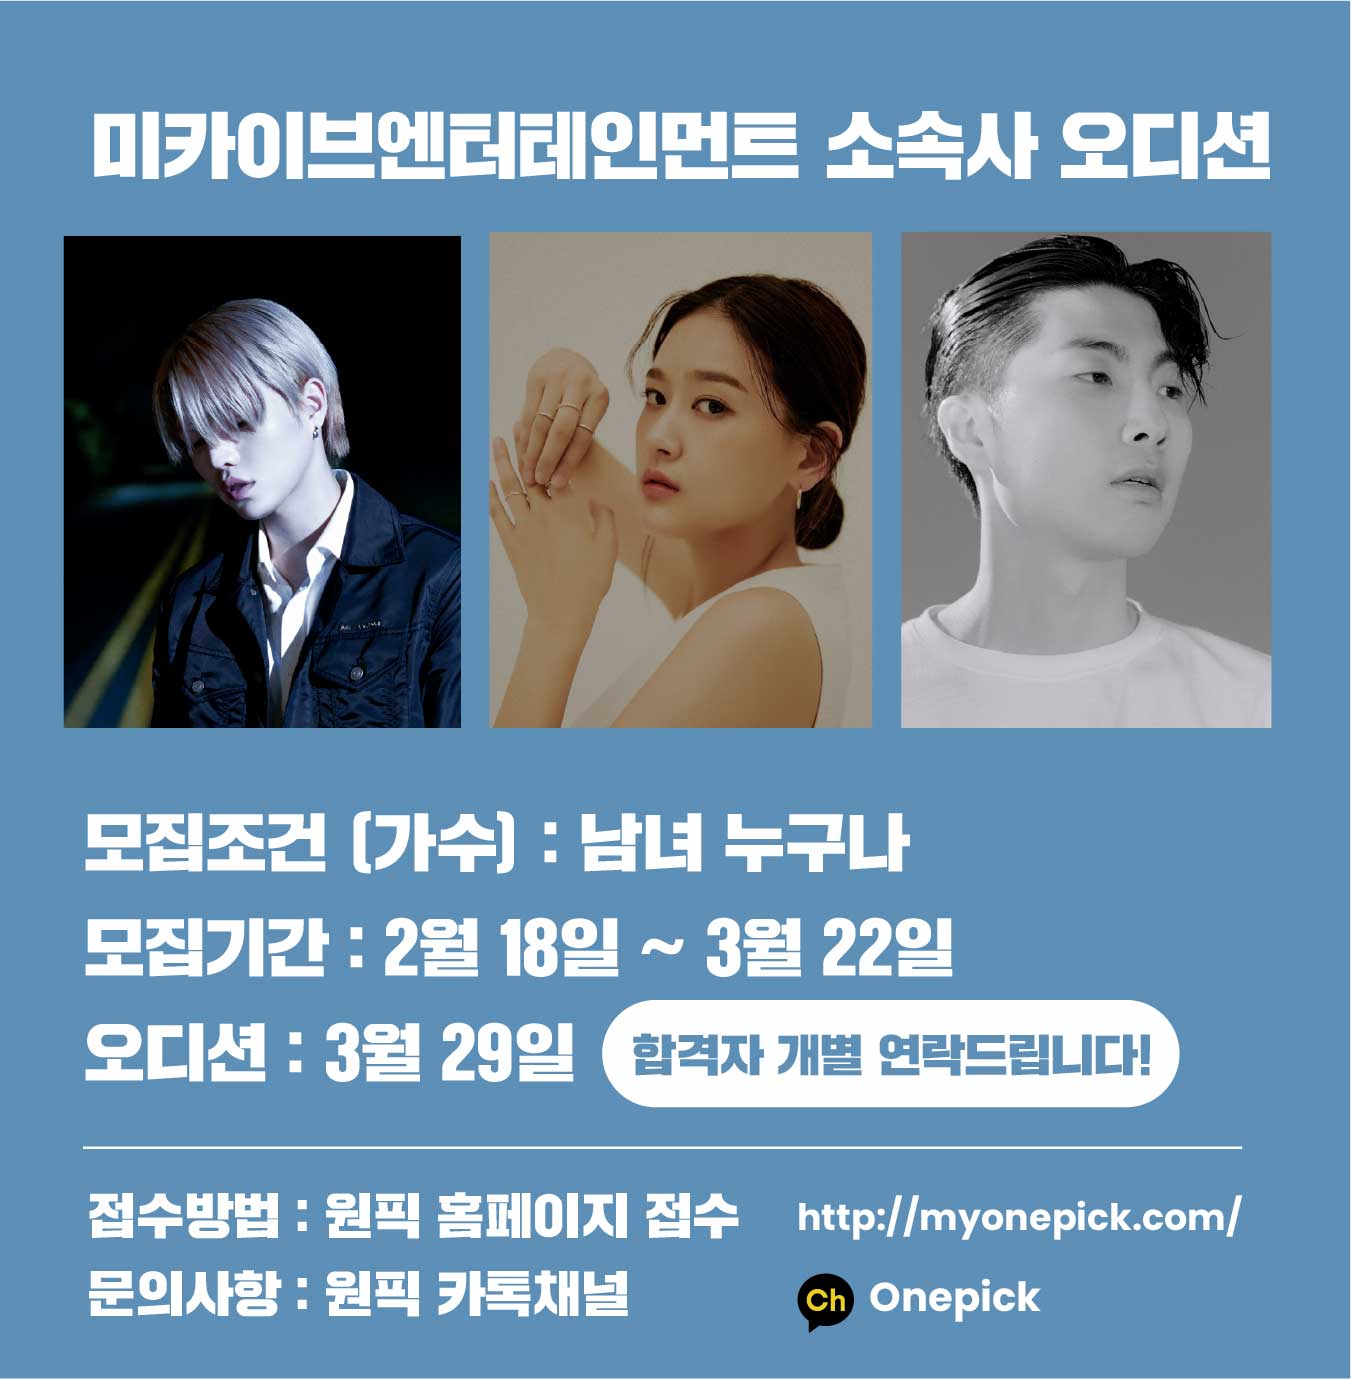 미카이브엔터테인먼트 소속사 오디션
모집조건 (가수) : 남녀 누구나
모집기간 : 2월 18일 ~ 3월 22일
오디션 : 3월 29일
합격자 개별 연락드립니다!
접수방법 : 원픽 홈페이지 접수
http://myonepick.com/
문의사항 : 원픽 카톡채널
Ch Onepick